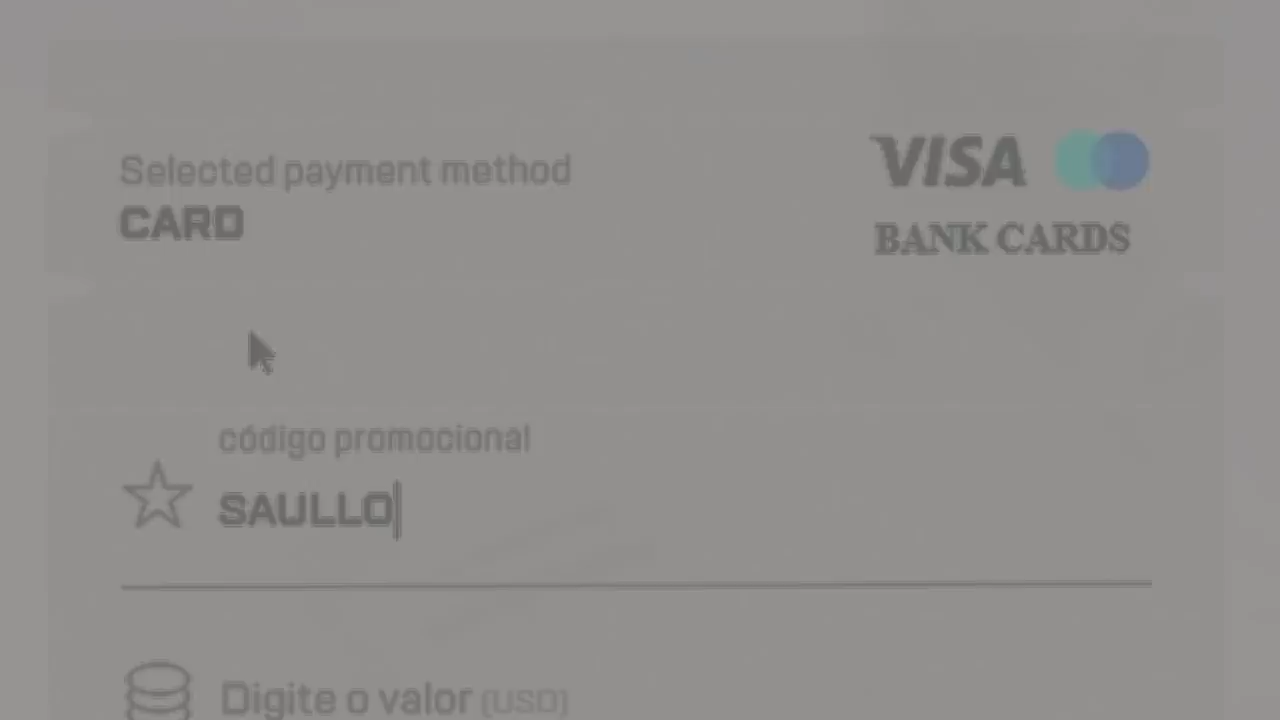 Selected payment method
CARD
VISA
BANK CARDS
código promocional
SAULLO
Digite o valor (USD)